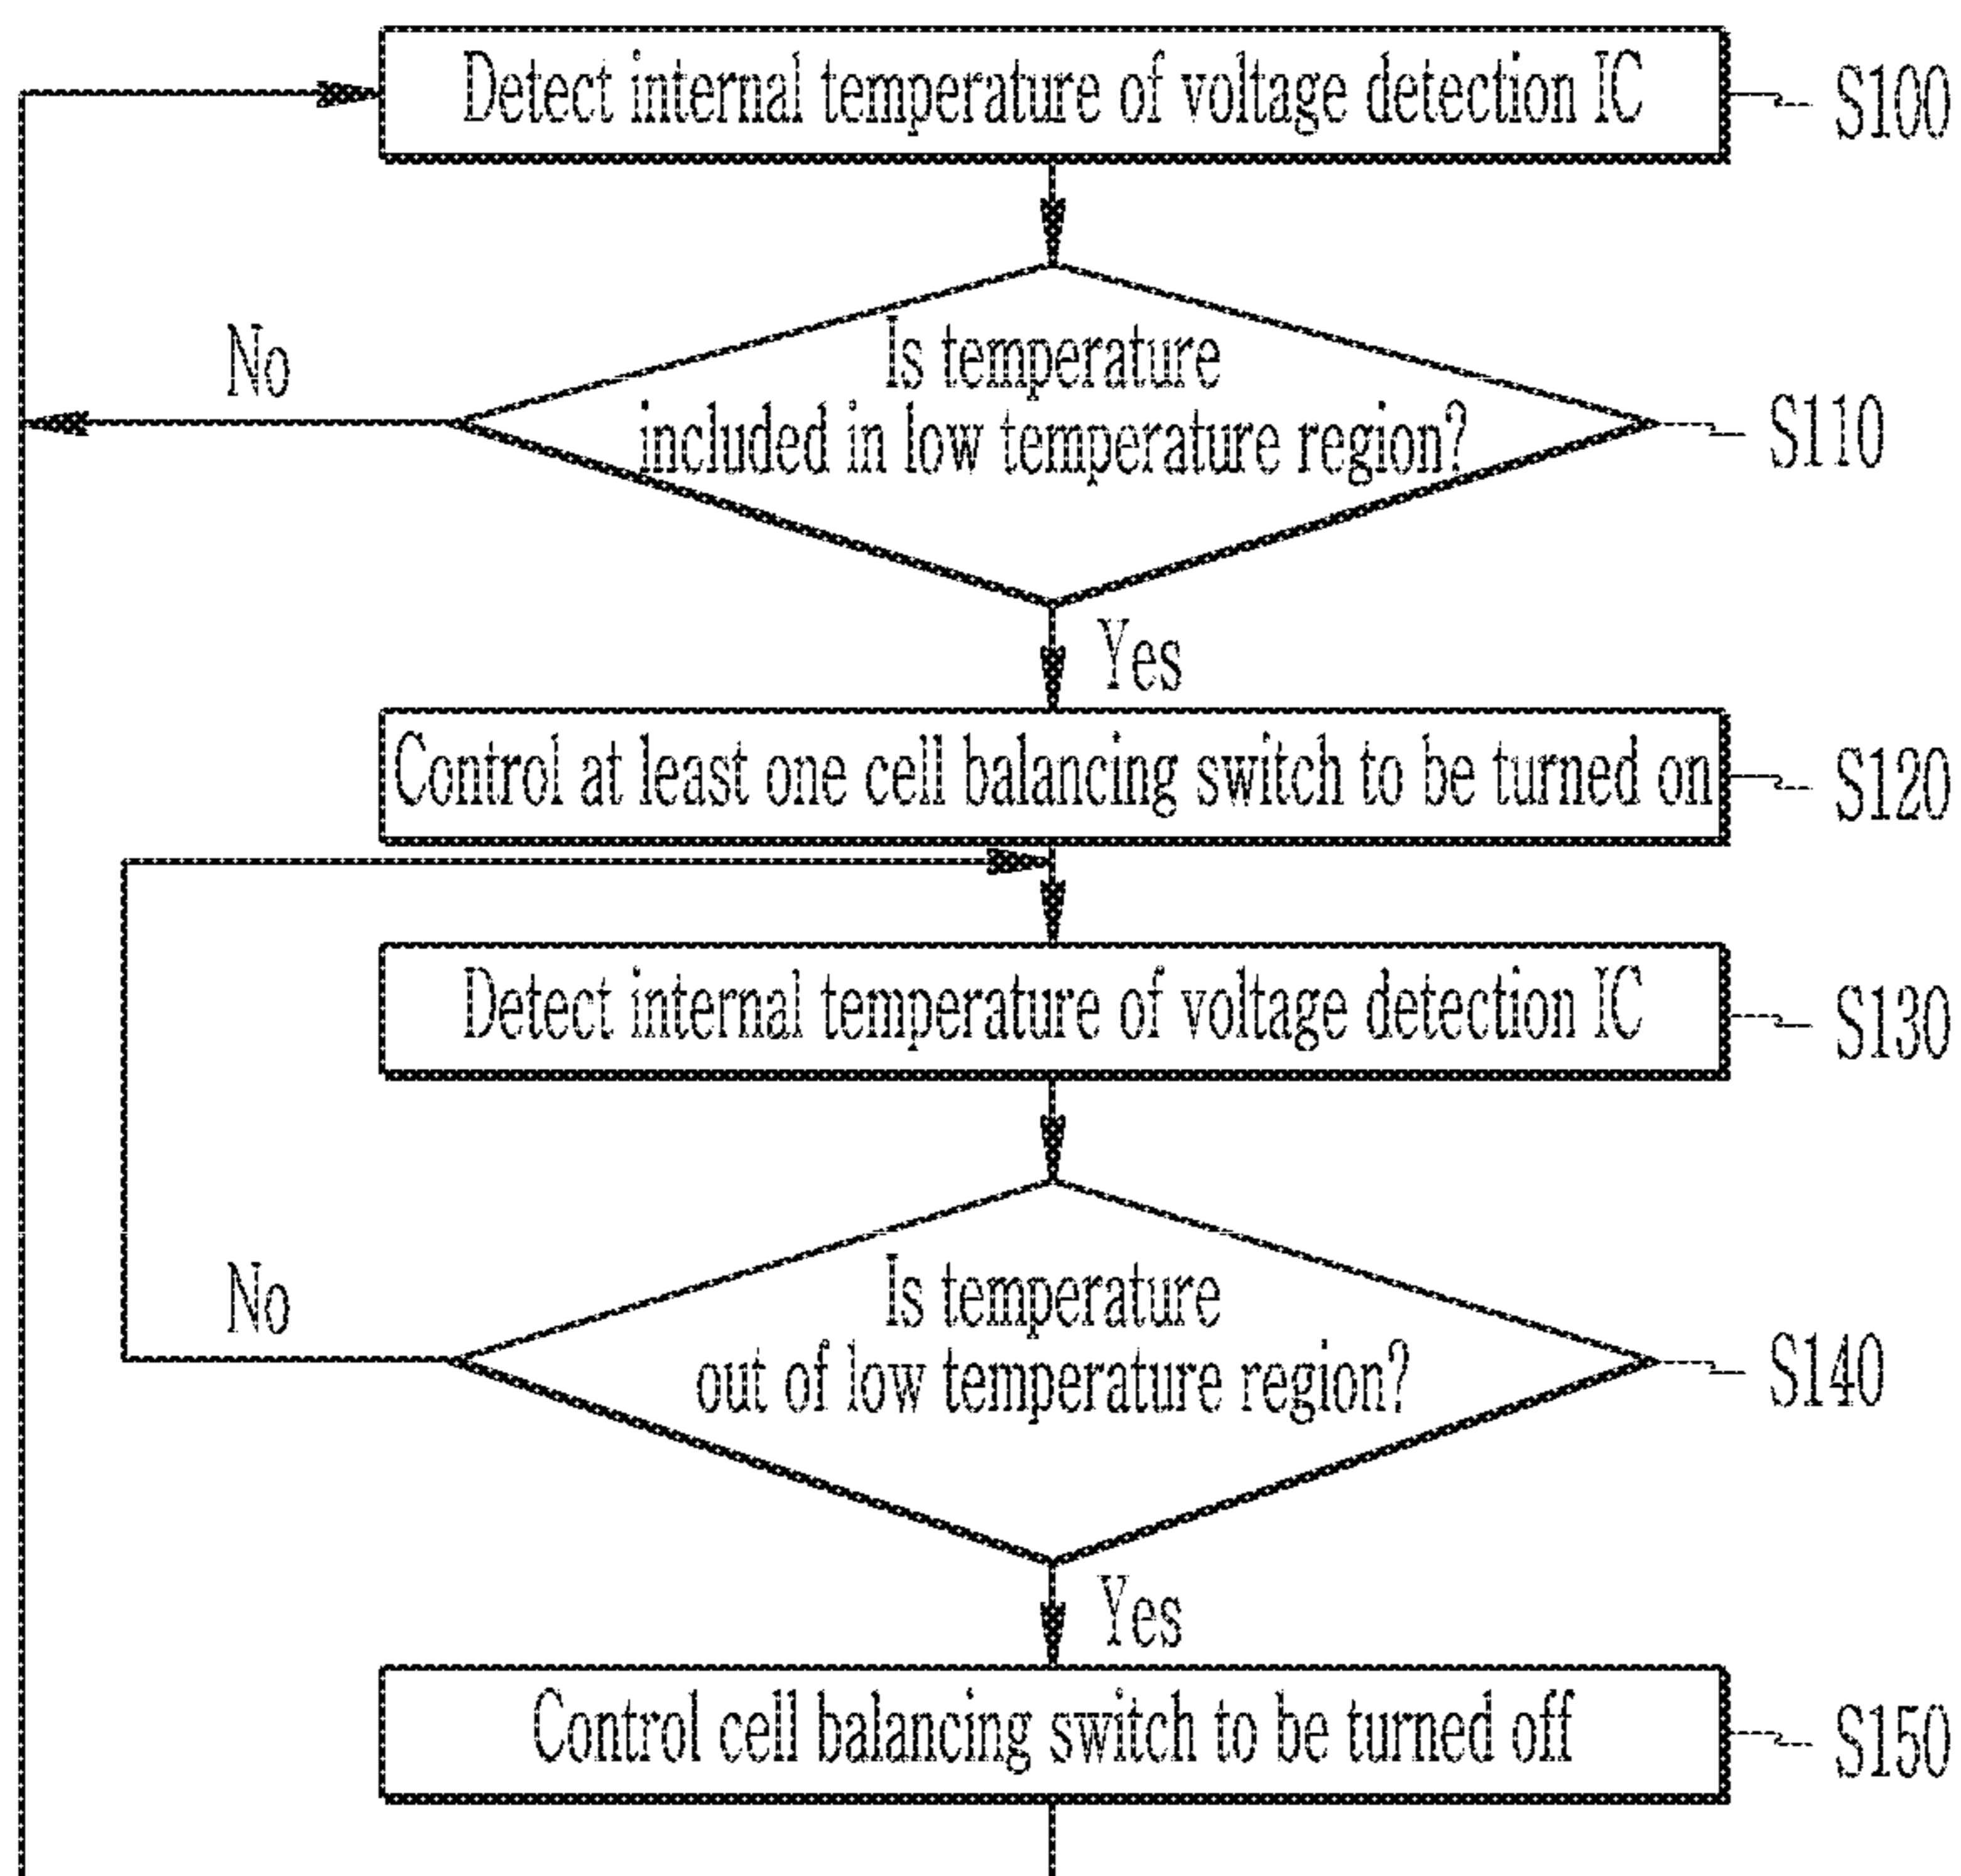 Detect internal temperature of voltage detection IC
S100
No
Is temperature
included in low temperature region?
S110
Yes
Control at least one cell balancing switch to be turned on
S120
Detect internal temperature of voltage detection IC
S130
No
Is temperature
out of low temperature region?
S140
Yes
Control cell balancing switch to be turned off
S150